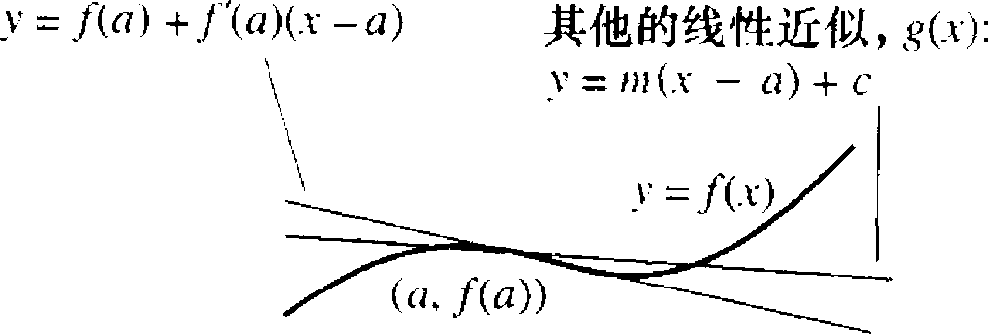 y = f(a) + f′(a)(x − a)
其他的线性近似, g(x):
y = m(x − a) + c
y = f(x)
(a, f(a))